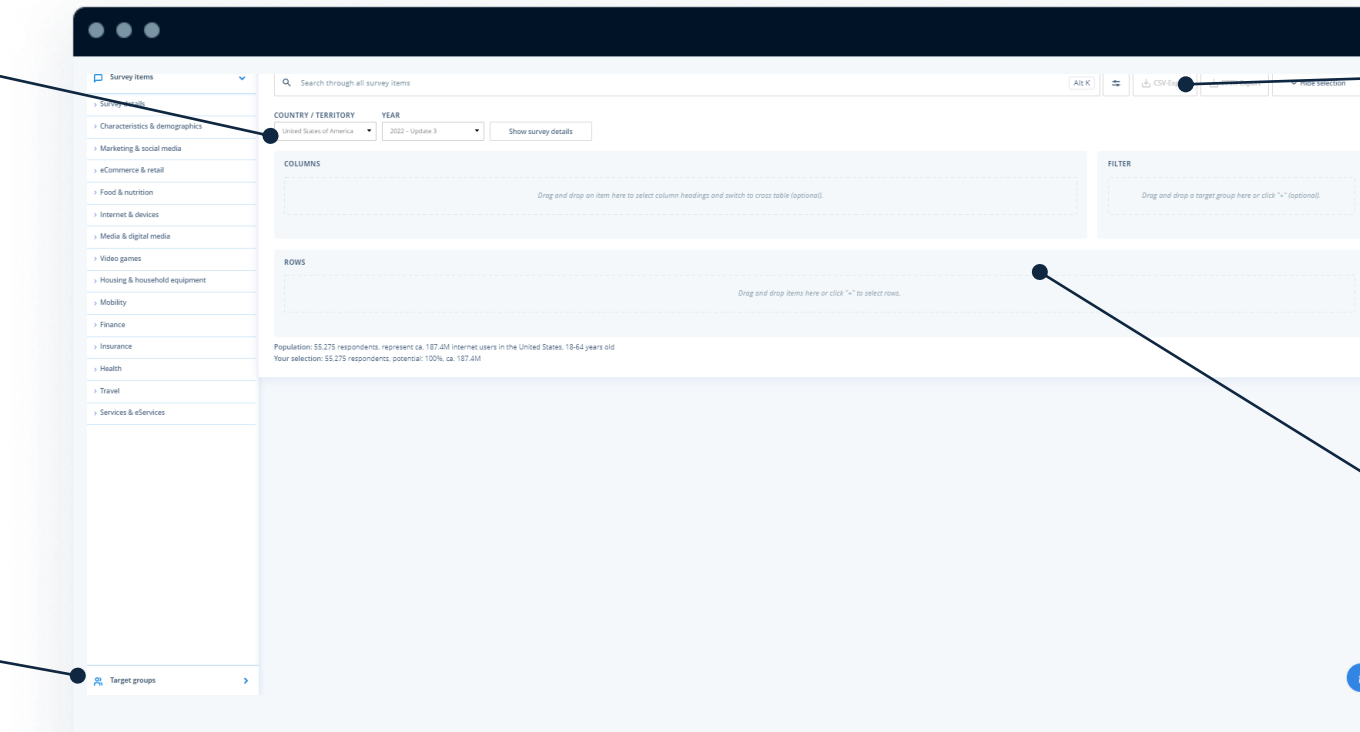 Survey items
Search through all survey items
Alt K
CSV-Ex
Hide selection
Survey details
Characteristics & demographics
Marketing & social media
eCommerce & retail
Food & nutrition
Internet & devices
Media & digital media
Video games
Housing & household equipment
Mobility
Finance
Insurance
Health
Travel
Services & eServices
Target groups
COUNTRY / TERRITORY
YEAR
United States of America
2022 - Update 3
Show survey details
COLUMNS
Drag and drop an item here to select column headings and switch to cross table (optional).
FILTER
Drag and drop a target group here or click "+" (optional).
ROWS
Drag and drop items here or click "+" to select rows.
Population: 55,275 respondents, represent ca. 187.4M internet users in the United States, 18-64 years old
Your selection: 55,275 respondents, potential: 100%, ca. 187.4M